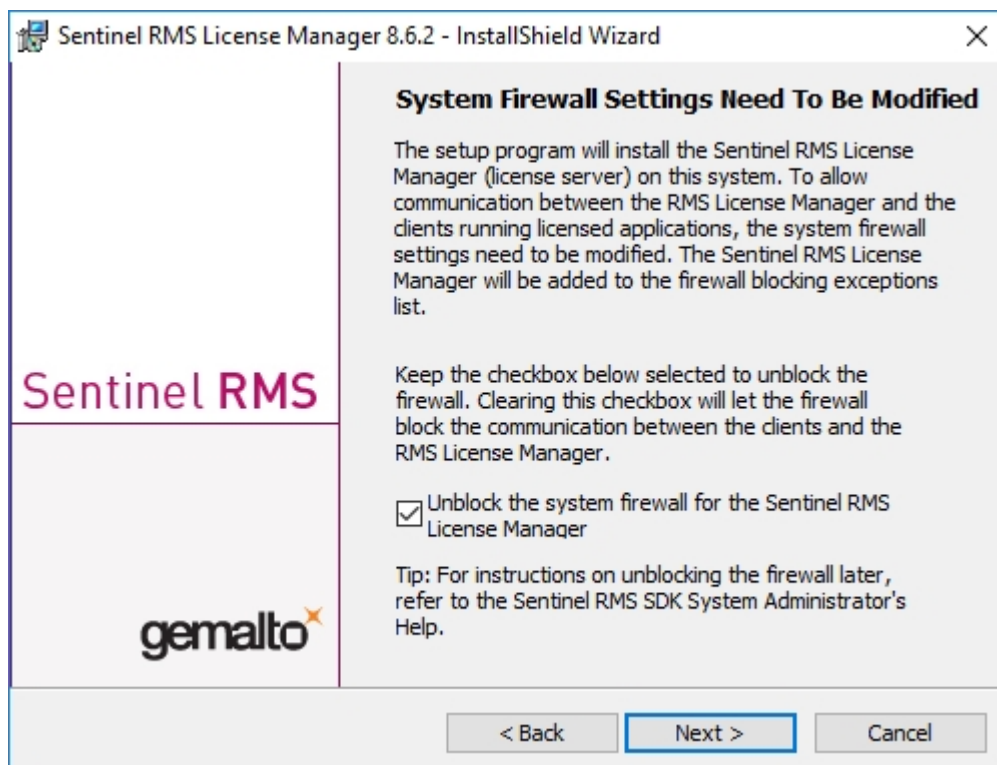 Sentinel RMS License Manager 8.6.2 - InstallShield Wizard
System Firewall Settings Need To Be Modified
The setup program will install the Sentinel RMS License
Manager (license server) on this system. To allow
communication between the RMS License Manager and the
clients running licensed applications, the system firewall
settings need to be modified. The Sentinel RMS License
Manager will be added to the firewall blocking exceptions
list.
Keep the checkbox below selected to unblock the
firewall. Clearing this checkbox will let the firewall
block the communication between the clients and the
RMS License Manager.
Unblock the system firewall for the Sentinel RMS
License Manager
Tip: For instructions on unblocking the firewall later,
refer to the Sentinel RMS SDK System Administrator's
Help.
Sentinel RMS
gemalto
< Back
Next >
Cancel